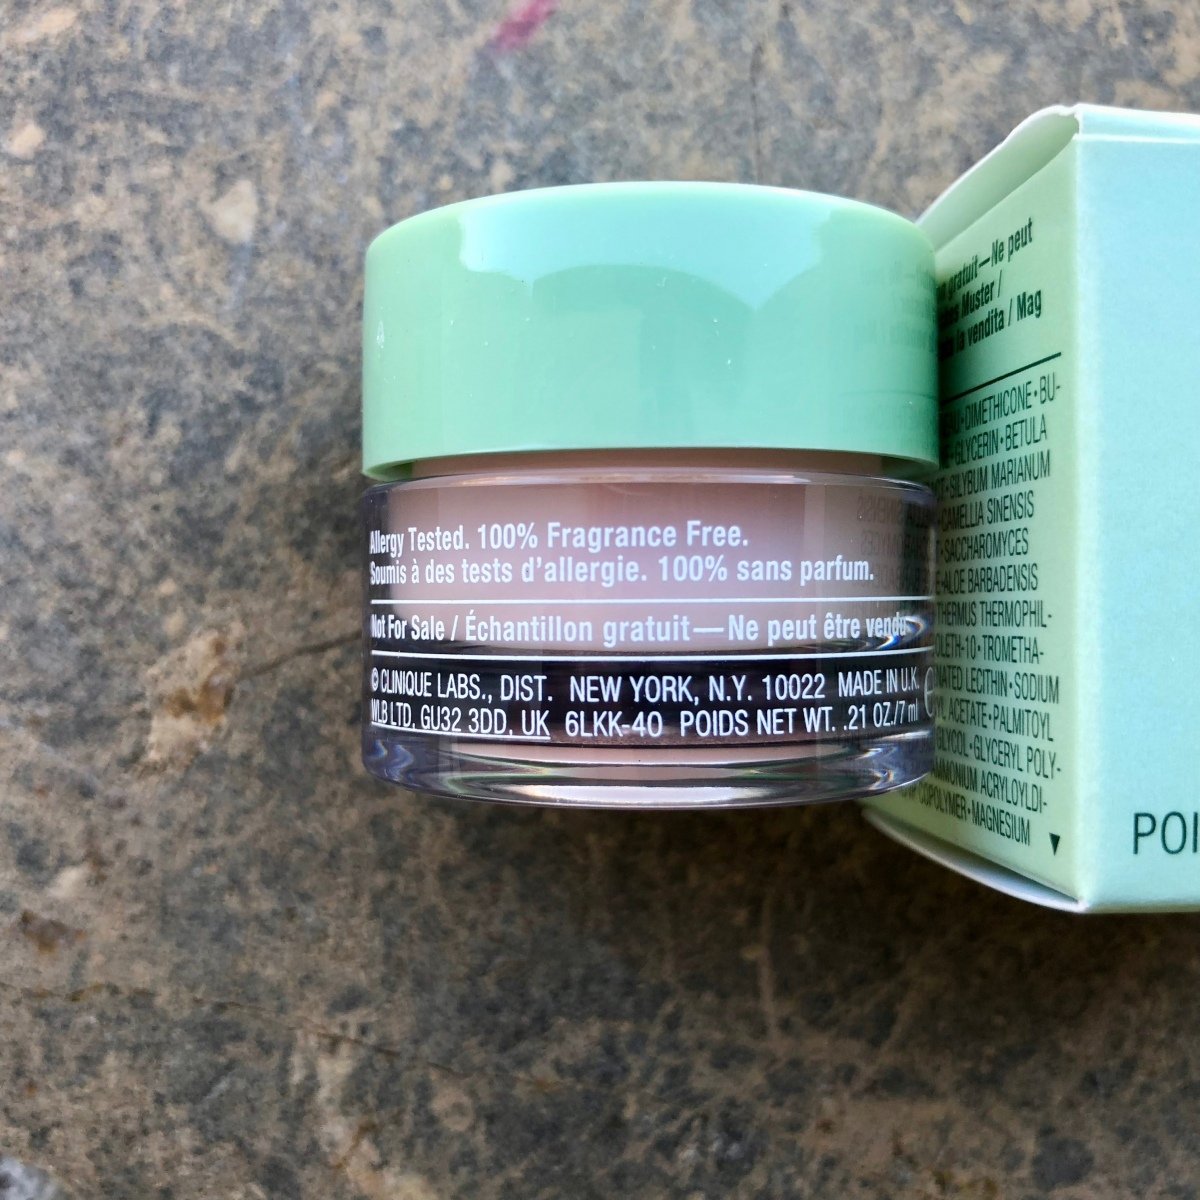 Allergy Tested. 100% Fragrance Free.
Soumis à des tests d'allergie. 100% sans parfum.
Not For Sale / Échantillon gratuit—Ne peut être vendu
© CLINIQUE LABS., DIST. NEW YORK, N.Y. 10022 MADE IN U.K.
WLB LTD, GU32 3DD, UK 6LKK-40 POIDS NET WT. .21 OZ./7 ml e
gratuit—Ne peut
Muster /
la vendita / Mag
DIMETHICONE•BU-
GLYCERIN•BETULA
SILYBUM MARIANUM
CAMELLIA SINENSIS
SACCHAROMYCES
ALOE BARBADENSIS
THERMUS THERMOPHIL-
OLETH-10•TROMETHA-
NATED LECITHIN•SODIUM
YL ACETATE•PALMITOYL
GLYCOL•GLYCERYL POLY-
MMONIUM ACRYLOYLDI-
COPOLYMER•MAGNESIUM
POI